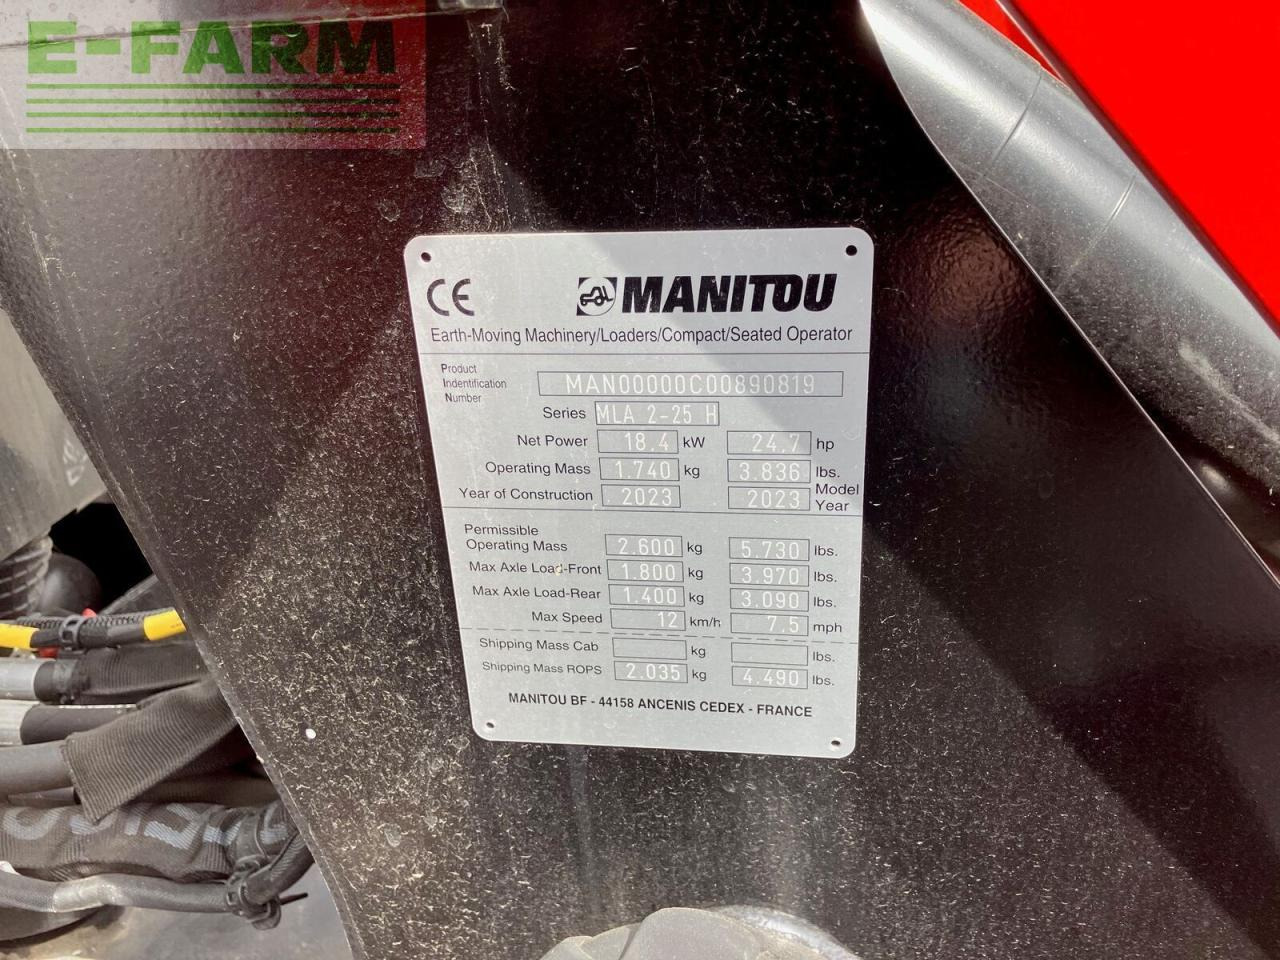 E-FARM
CE MANITOU
Earth-Moving Machinery/Loaders/Compact/Seated Operator
Product
Indentification
Number
MAN00000C00890819
Series MLA 2-25 H
Net Power 18.4 kW 24.7 hp
Operating Mass 1.740 kg 3.836 lbs.
Year of Construction 2023 2023 Model Year
Permissible
Operating Mass 2.600 kg 5.730 lbs.
Max Axle Load-Front 1.800 kg 3.970 lbs.
Max Axle Load-Rear 1.400 kg 3.090 lbs.
Max Speed 12 km/h 7.5 mph
Shipping Mass Cab kg lbs.
Shipping Mass ROPS 2.035 kg 4.490 lbs.
MANITOU BF - 44158 ANCENIS CEDEX - FRANCE